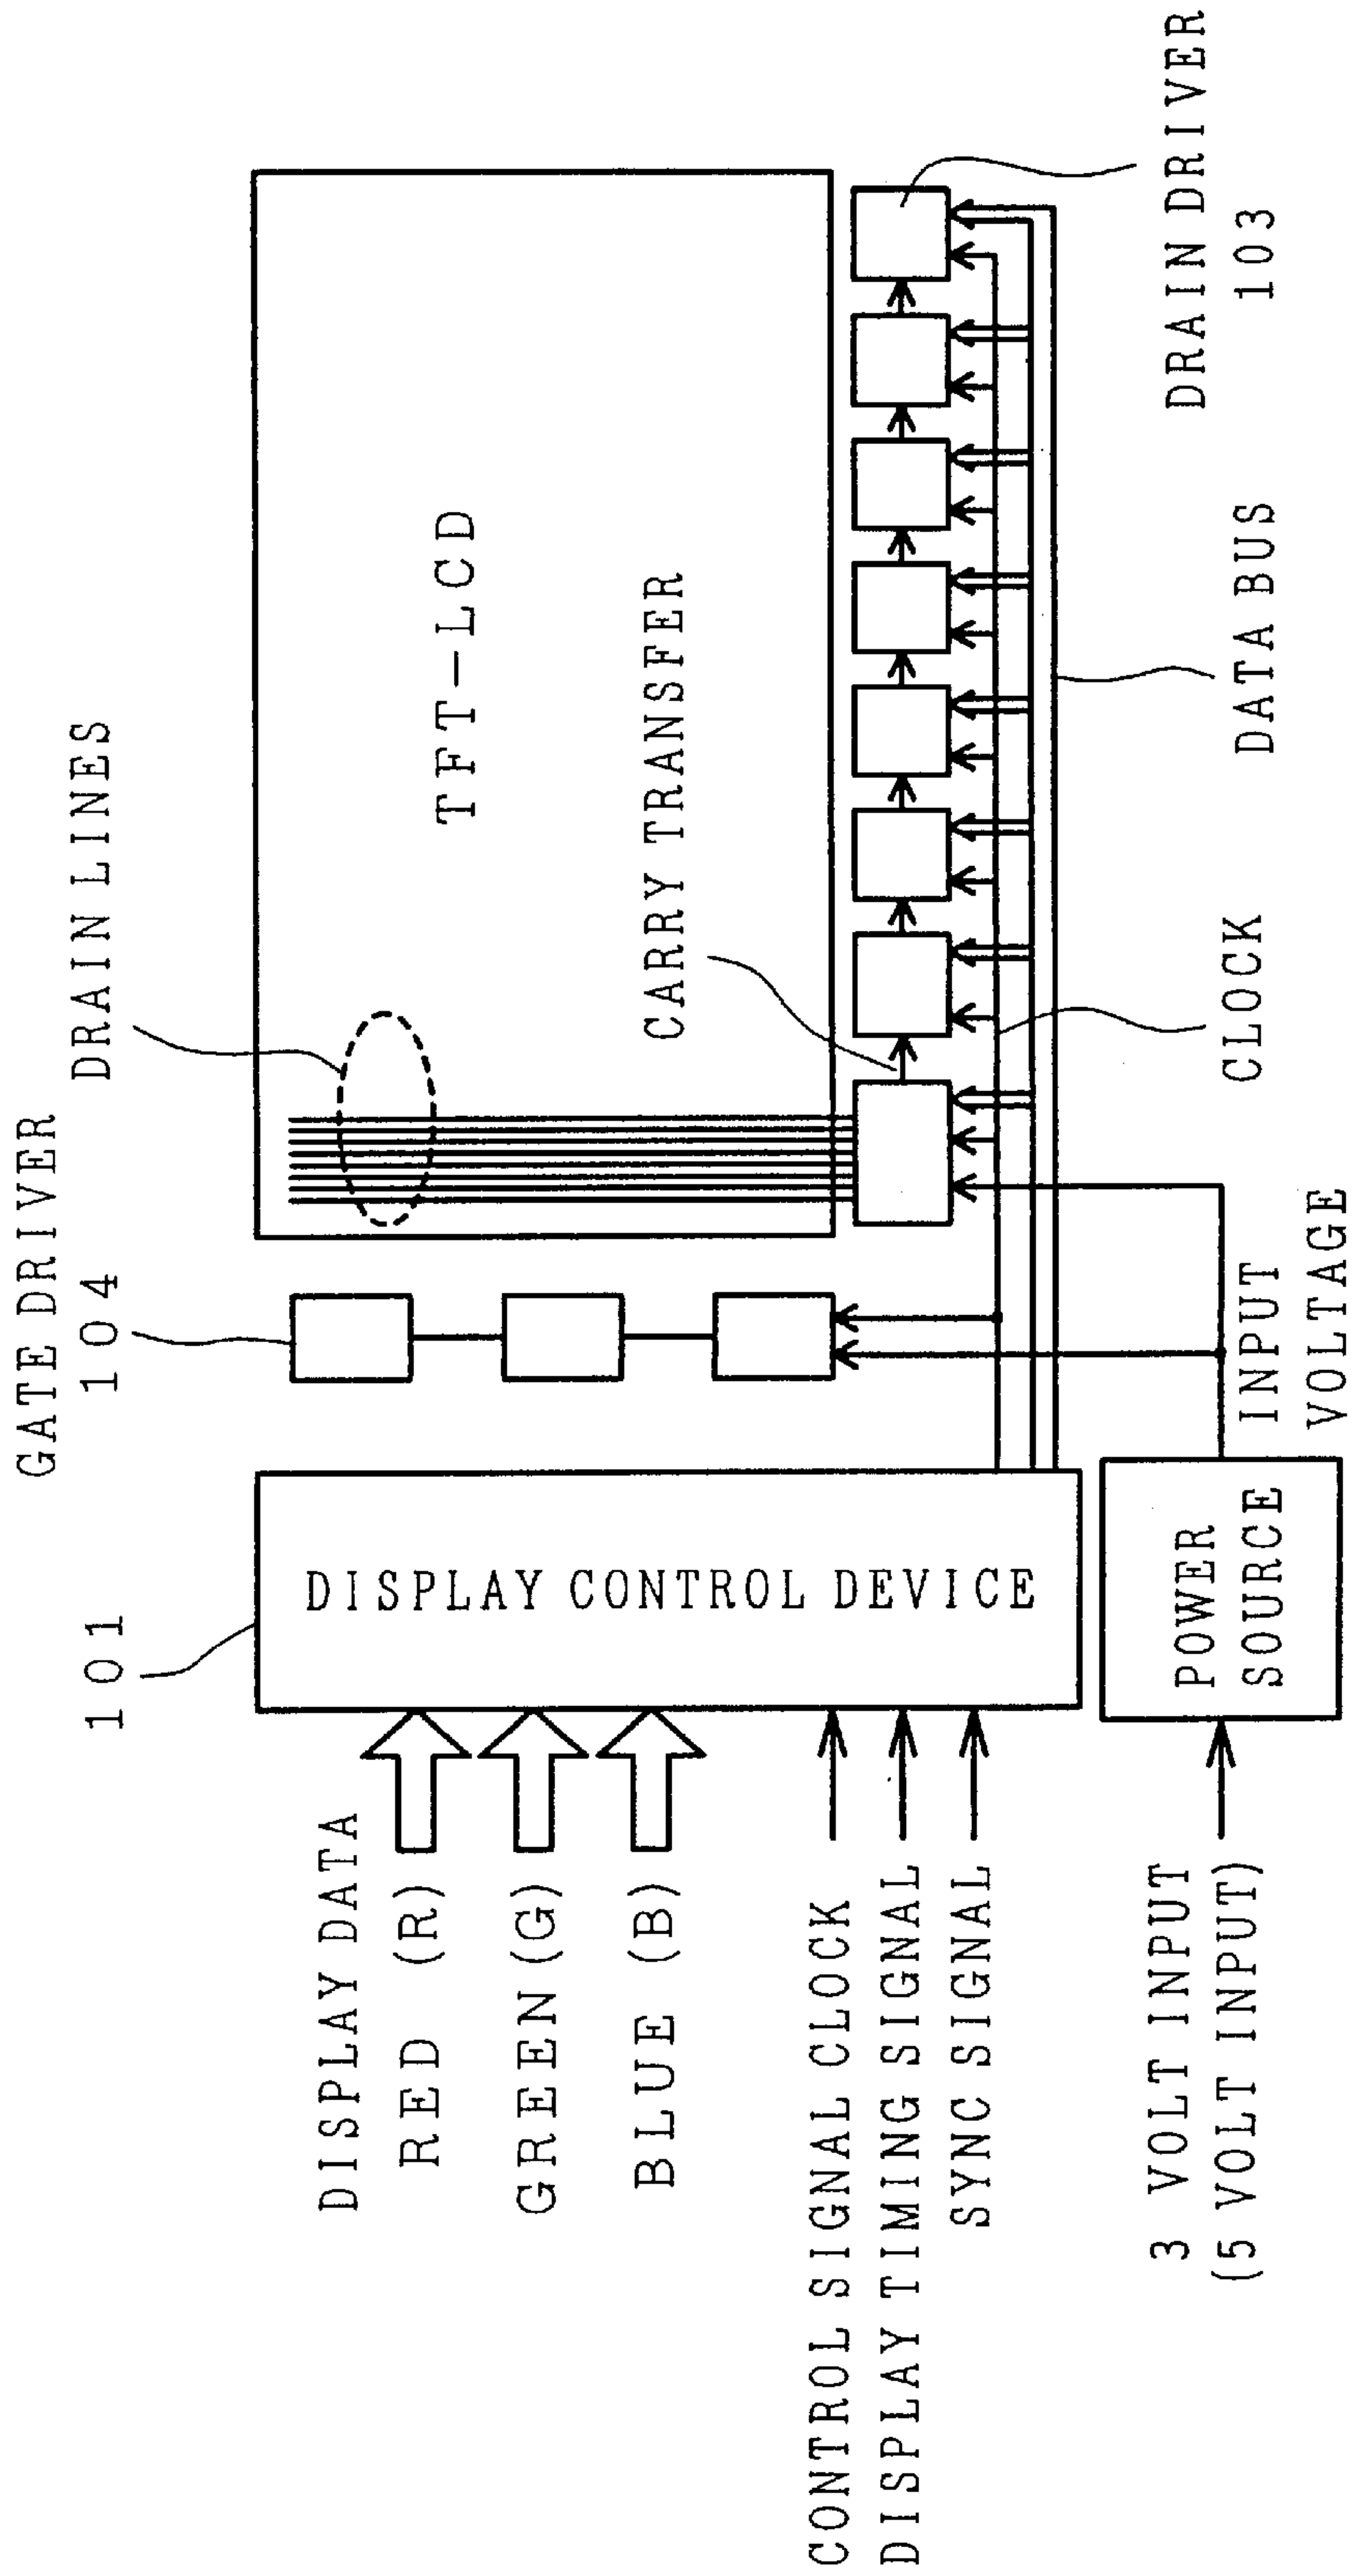 GATE DRIVER
104
DRAIN LINES
101
DISPLAY DATA
RED (R)
GREEN (G)
BLUE (B)
TFT-LCD
CARRY TRANSFER
DISPLAY CONTROL DEVICE
CONTROL SIGNAL CLOCK
DISPLAY TIMING SIGNAL
SYNC SIGNAL
CLOCK
DATA BUS
DRAIN DRIVER
103
3 VOLT INPUT
(5 VOLT INPUT)
POWER
SOURCE
INPUT
VOLTAGE